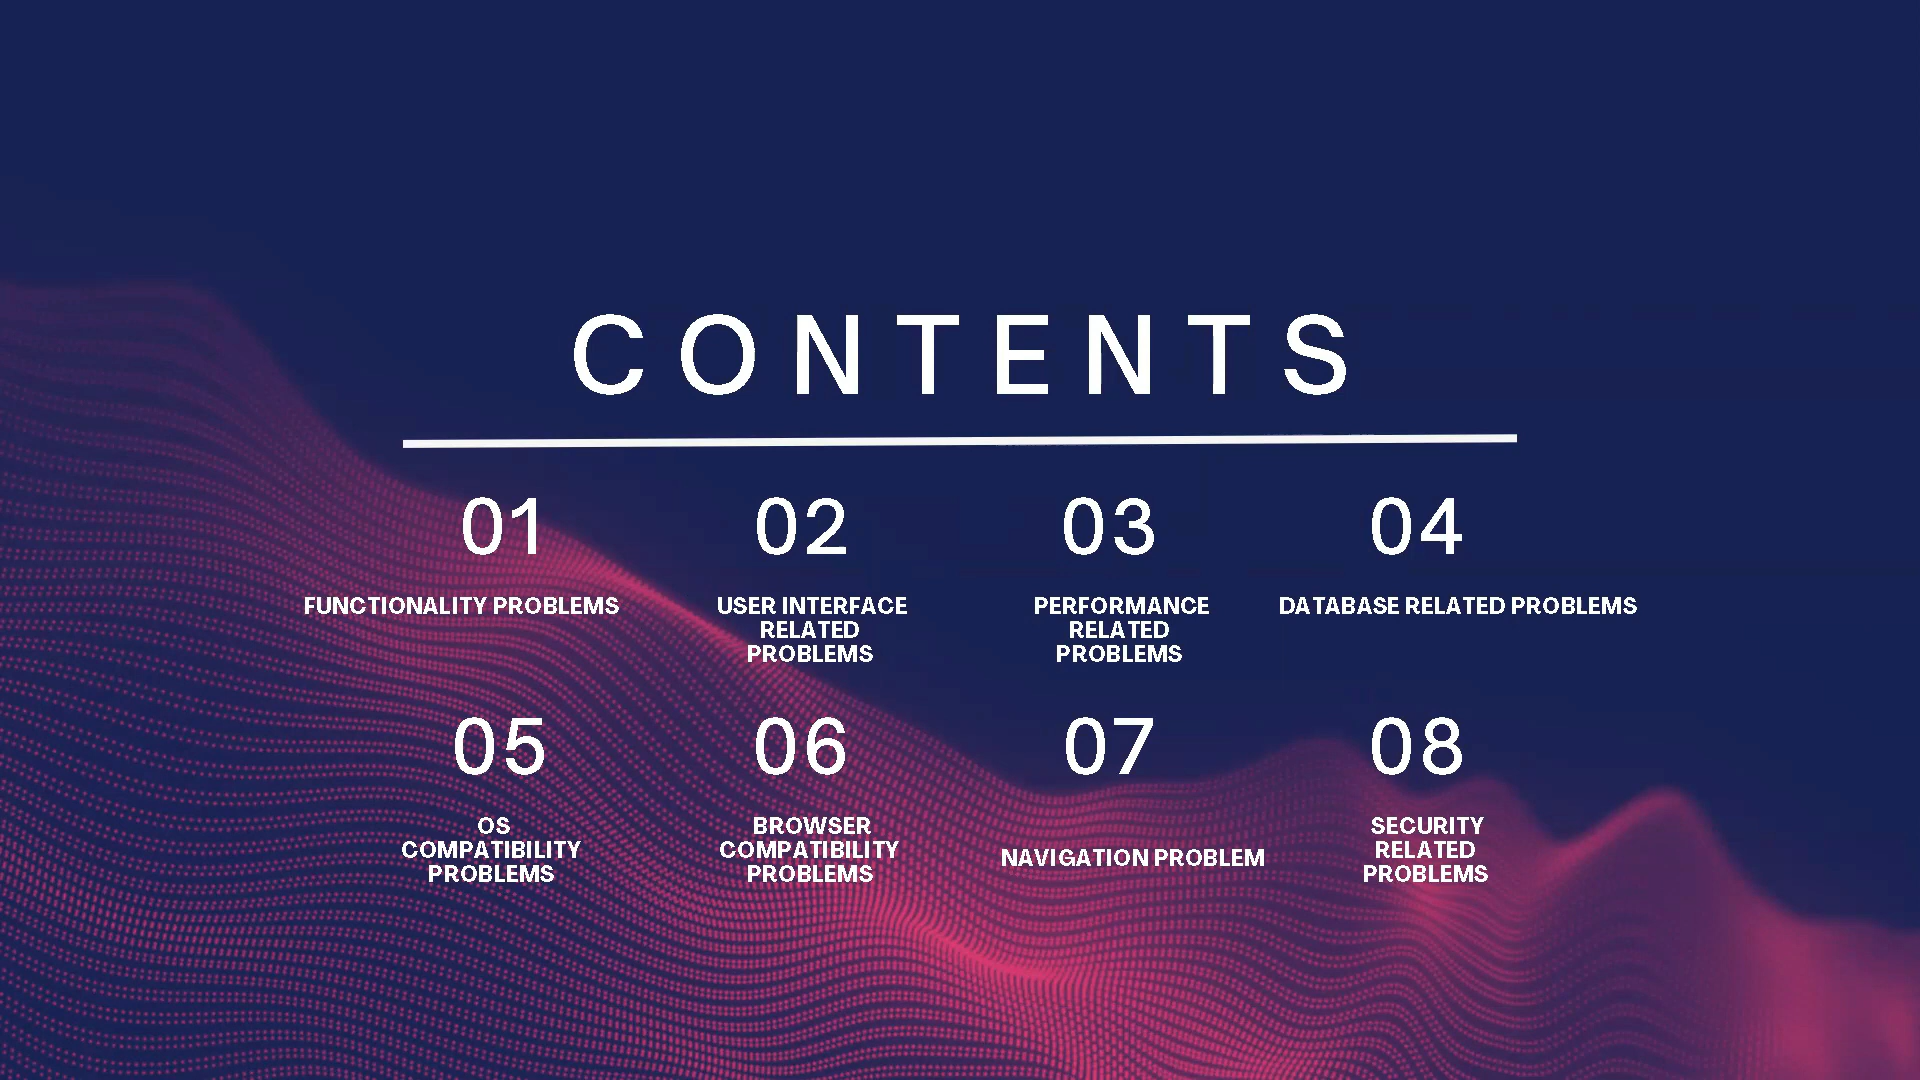 CONTENTS
01
FUNCTIONALITY PROBLEMS
02
USER INTERFACE
RELATED
PROBLEMS
03
PERFORMANCE
RELATED
PROBLEMS
04
DATABASE RELATED PROBLEMS
05
OS
COMPATIBILITY
PROBLEMS
06
BROWSER
COMPATIBILITY
PROBLEMS
07
NAVIGATION PROBLEM
08
SECURITY
RELATED
PROBLEMS